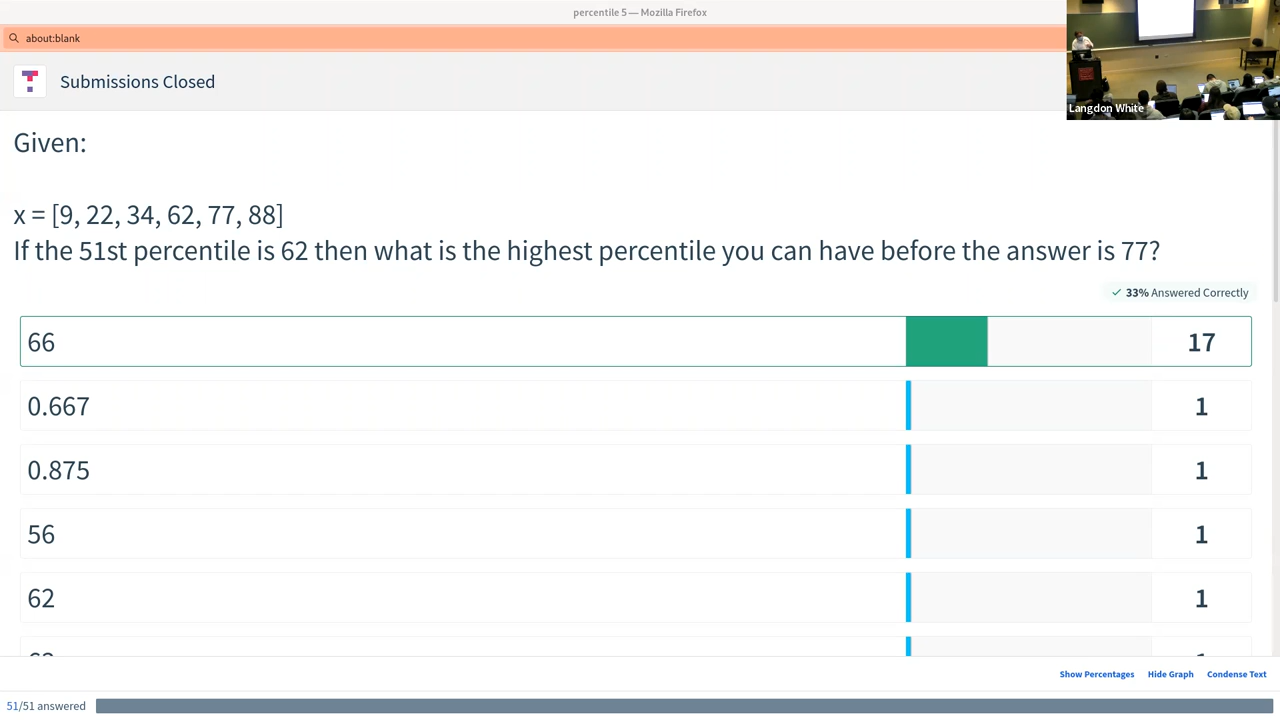 percentile 5 — Mozilla Firefox
about:blank
Submissions Closed
Langdon White
Given:
x = [9, 22, 34, 62, 77, 88]
If the 51st percentile is 62 then what is the highest percentile you can have before the answer is 77?
33% Answered Correctly
66 17
0.667 1
0.875 1
56 1
62 1
Show Percentages Hide Graph Condense Text
51/51 answered